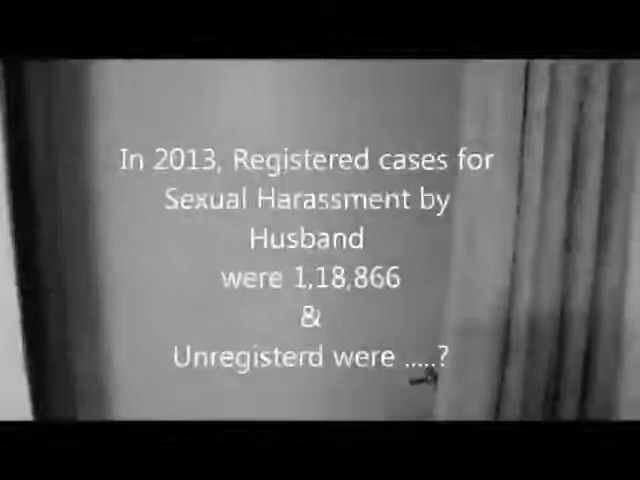 In 2013, Registered cases for
Sexual Harassment by
Husband
were 1,18,866
&
Unregisterd were .....?